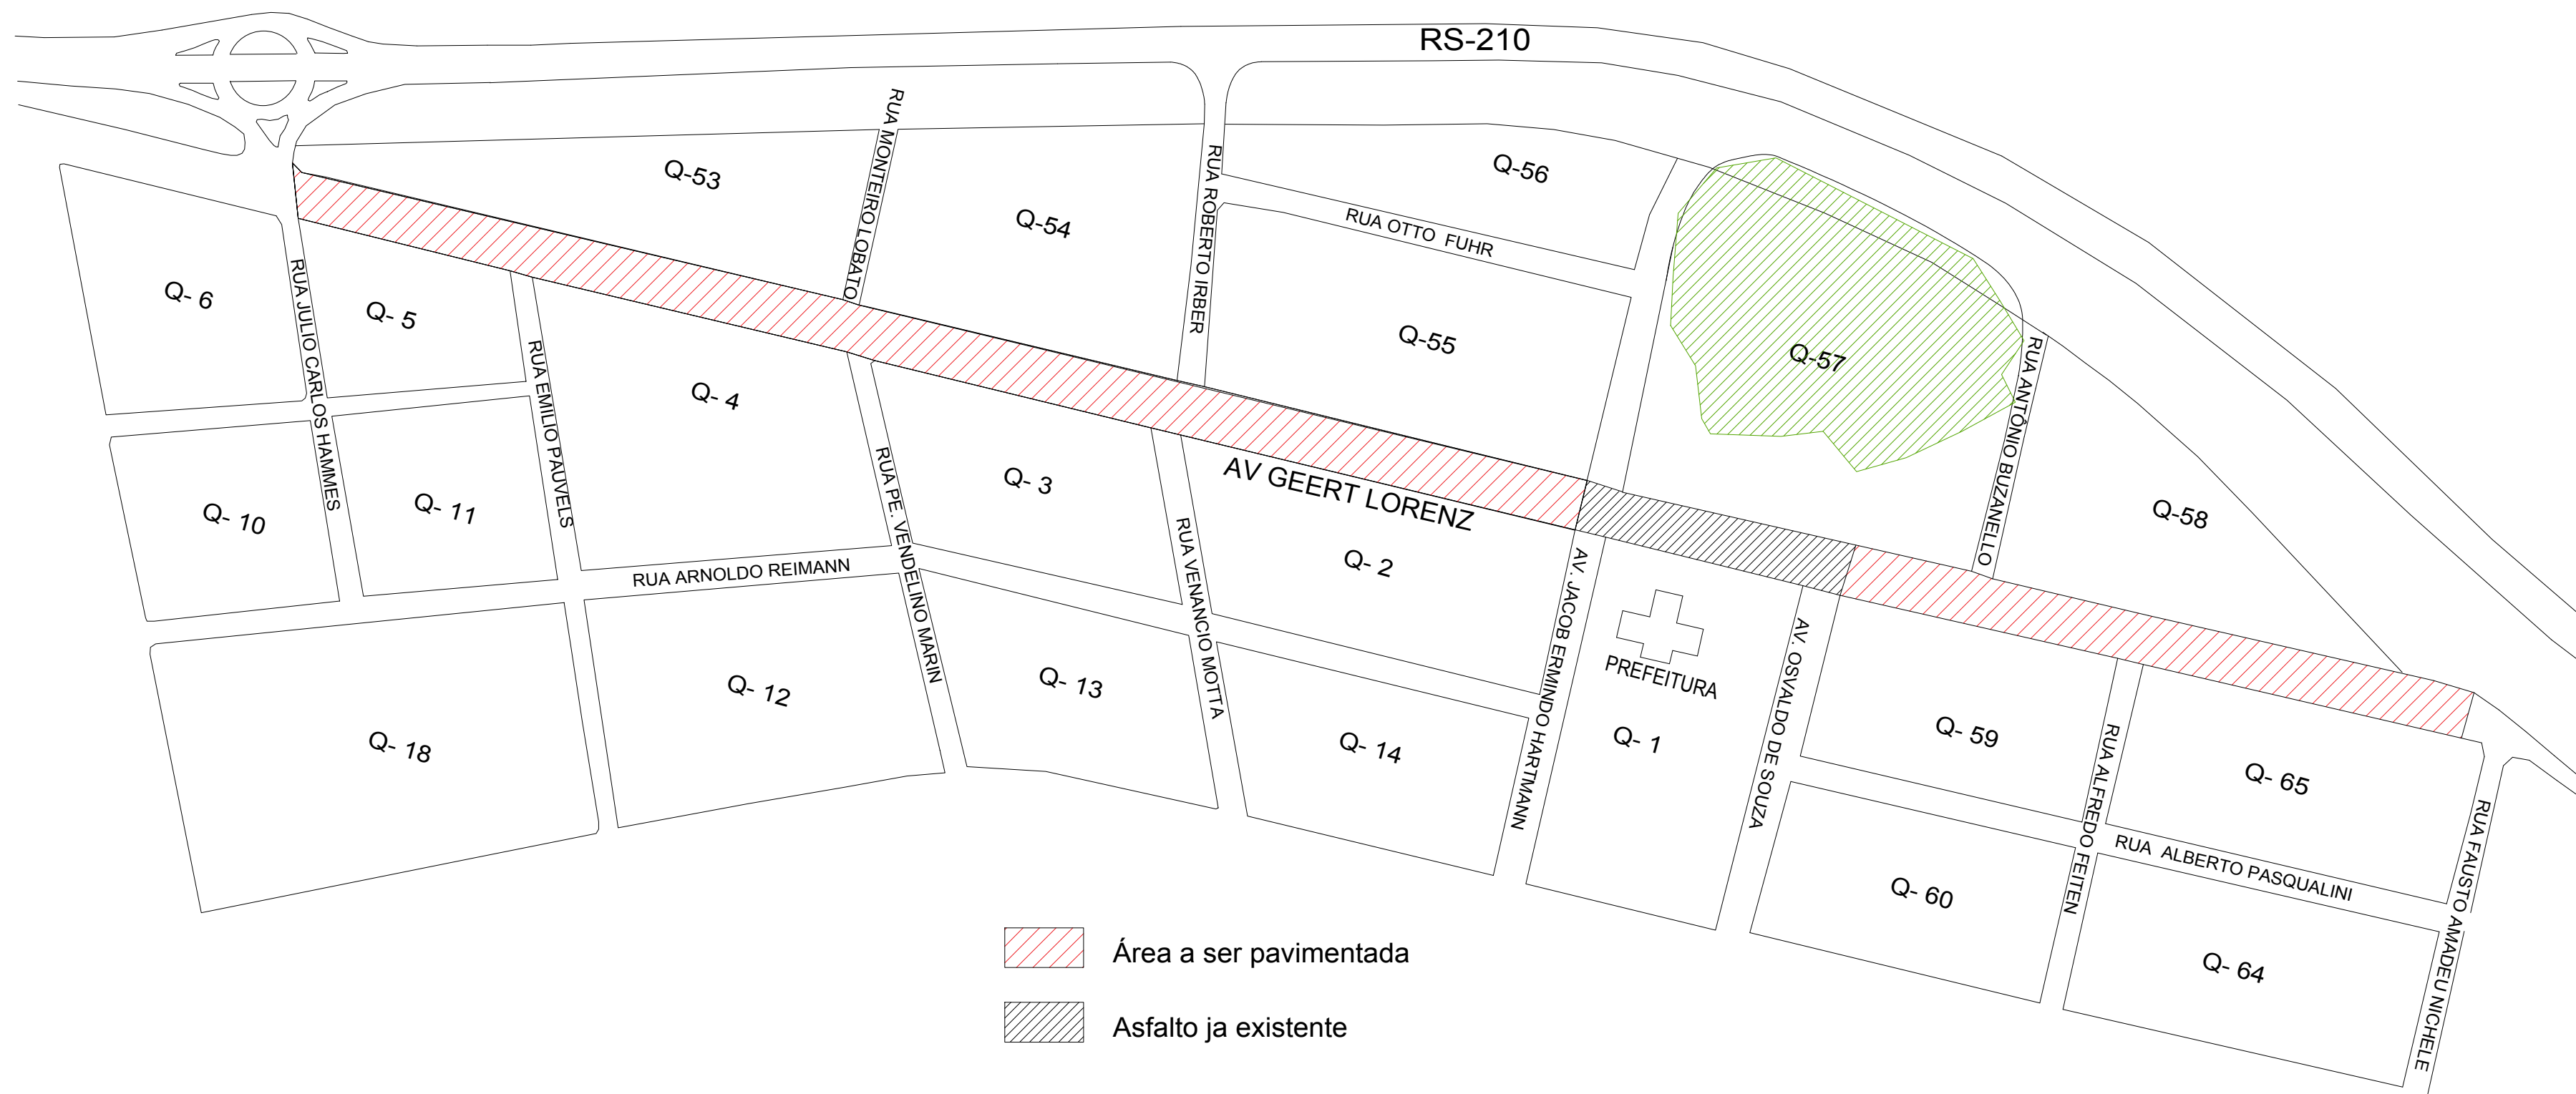 RS-210
RUA MONTEIRO LOBATO
Q-53
Q-54
RUA ROBERTO IRBER
Q-56
RUA OTTO FUHR
Q-55
Q-57
RUA ANTÔNIO BUZANELLO
Q-58
Q- 6
RUA JULIO CARLOS HAMMES
Q- 5
RUA EMILIO PAUVELS
Q- 4
RUA PE. VENDELINO MARIN
Q- 3
RUA VENANCIO MOTTA
AV GEERT LORENZ
Q- 2
AV. JACOB ERMINDO HARTMANN
PREFEITURA
Q- 1
AV. OSVALDO DE SOUZA
Q- 59
RUA ALFREDO FEITEN
Q- 65
RUA FAUSTO AMADEU NICHELE
Q- 10
Q- 11
RUA ARNOLDO REIMANN
Q- 18
Q- 12
Q- 13
Q- 14
Q- 60
RUA ALBERTO PASQUALINI
Q- 64
Área a ser pavimentada
Asfalto ja existente